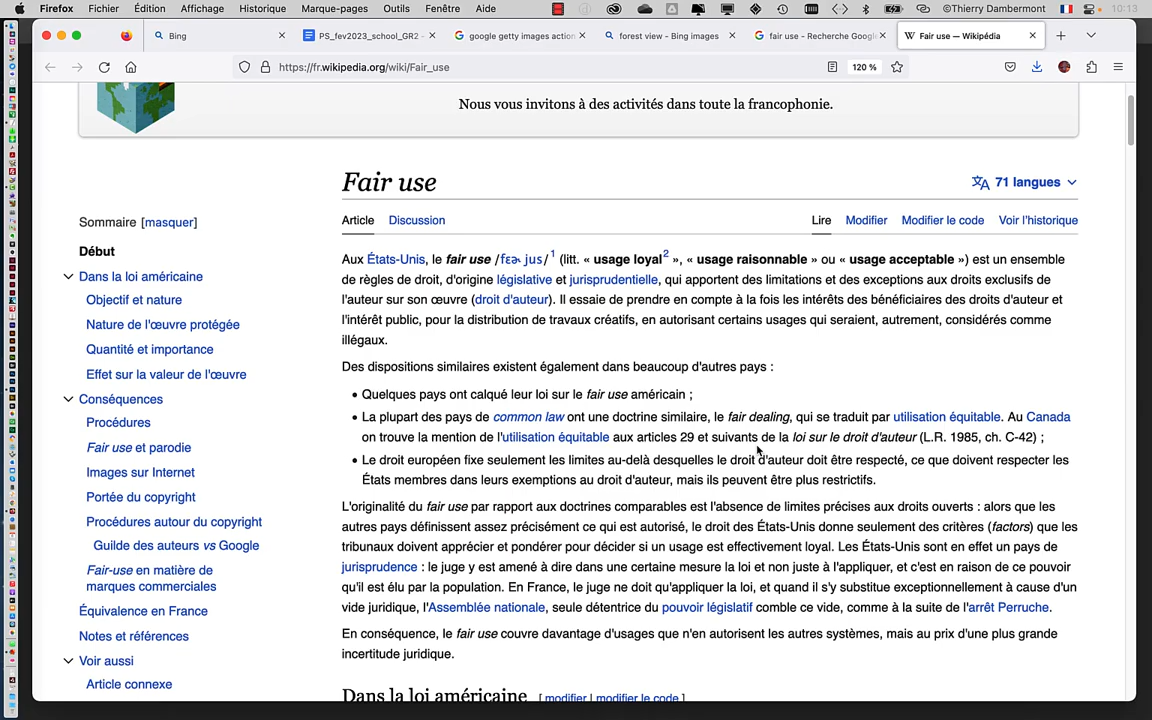 Firefox Fichier Édition Affichage Historique Marque-pages Outils Fenêtre Aide ©Thierry Dambermont 10:13
Bing
PS_fev2023_school_GR2 -
google getty images action
forest view - Bing images
fair use - Recherche Googl
Fair use — Wikipédia
https://fr.wikipedia.org/wiki/Fair_use
120 %
Nous vous invitons à des activités dans toute la francophonie.
Fair use
71 langues
Sommaire [masquer]
Article Discussion Lire Modifier Modifier le code Voir l'historique
Début
Dans la loi américaine
Objectif et nature
Nature de l'œuvre protégée
Quantité et importance
Effet sur la valeur de l'œuvre
Conséquences
Procédures
Fair use et parodie
Images sur Internet
Portée du copyright
Procédures autour du copyright
Guilde des auteurs vs Google
Fair-use en matière de
marques commerciales
Équivalence en France
Notes et références
Voir aussi
Article connexe
Aux États-Unis, le fair use /fɛɚ jus/1 (litt. « usage loyal2 », « usage raisonnable » ou « usage acceptable ») est un ensemble
de règles de droit, d'origine législative et jurisprudentielle, qui apportent des limitations et des exceptions aux droits exclusifs de
l'auteur sur son œuvre (droit d'auteur). Il essaie de prendre en compte à la fois les intérêts des bénéficiaires des droits d'auteur et
l'intérêt public, pour la distribution de travaux créatifs, en autorisant certains usages qui seraient, autrement, considérés comme
illégaux.
Des dispositions similaires existent également dans beaucoup d'autres pays :
• Quelques pays ont calqué leur loi sur le fair use américain ;
• La plupart des pays de common law ont une doctrine similaire, le fair dealing, qui se traduit par utilisation équitable. Au Canada
on trouve la mention de l'utilisation équitable aux articles 29 et suivants de la loi sur le droit d'auteur (L.R. 1985, ch. C-42) ;
• Le droit européen fixe seulement les limites au-delà desquelles le droit d'auteur doit être respecté, ce que doivent respecter les
États membres dans leurs exemptions au droit d'auteur, mais ils peuvent être plus restrictifs.
L'originalité du fair use par rapport aux doctrines comparables est l'absence de limites précises aux droits ouverts : alors que les
autres pays définissent assez précisément ce qui est autorisé, le droit des États-Unis donne seulement des critères (factors) que les
tribunaux doivent apprécier et pondérer pour décider si un usage est effectivement loyal. Les États-Unis sont en effet un pays de
jurisprudence : le juge y est amené à dire dans une certaine mesure la loi et non juste à l'appliquer, et c'est en raison de ce pouvoir
qu'il est élu par la population. En France, le juge ne doit qu'appliquer la loi, et quand il s'y substitue exceptionnellement à cause d'un
vide juridique, l'Assemblée nationale, seule détentrice du pouvoir législatif comble ce vide, comme à la suite de l'arrêt Perruche.
En conséquence, le fair use couvre davantage d'usages que n'en autorisent les autres systèmes, mais au prix d'une plus grande
incertitude juridique.
Dans la loi américaine [ modifier | modifier le code ]